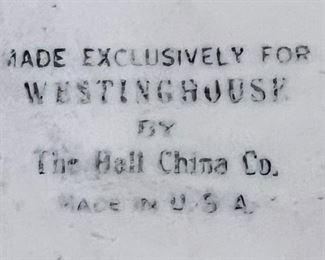 MADE EXCLUSIVELY FOR
WESTINGHOUSE
BY
The Hall China Co.
MADE IN U.S.A.